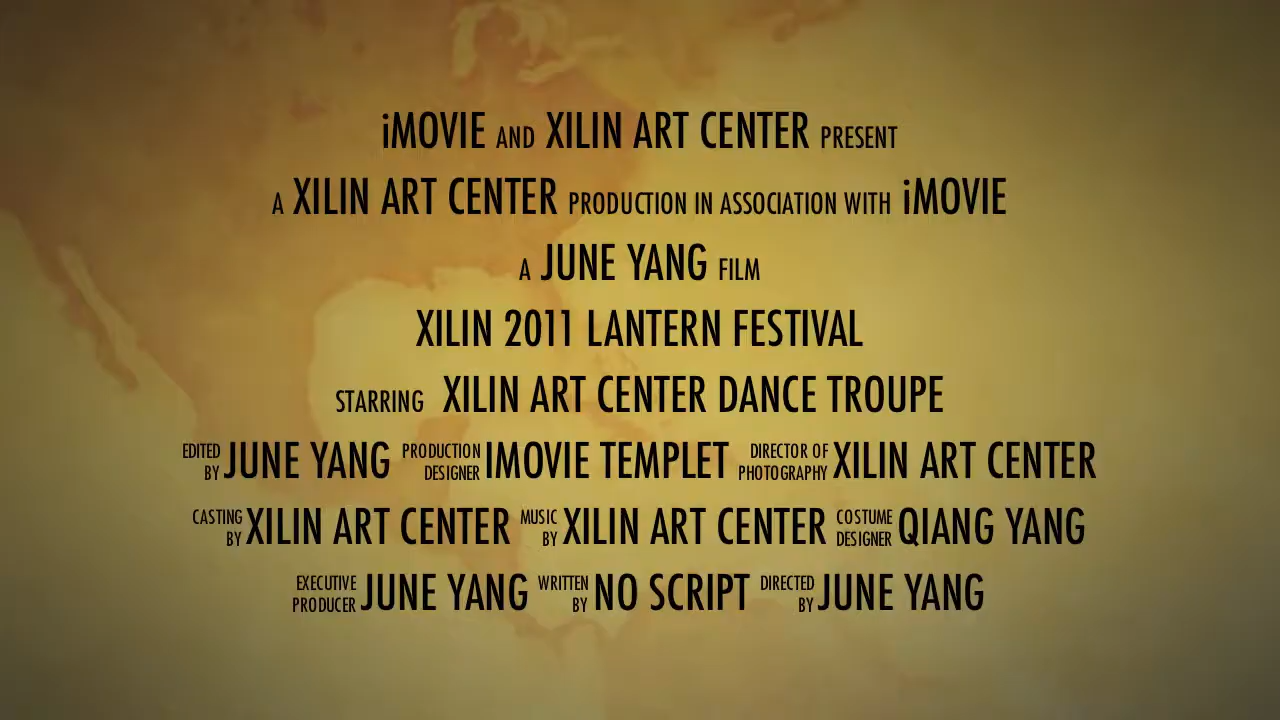 iMOVIE AND XILIN ART CENTER PRESENT
A XILIN ART CENTER PRODUCTION IN ASSOCIATION WITH iMOVIE
A JUNE YANG FILM
XILIN 2011 LANTERN FESTIVAL
STARRING XILIN ART CENTER DANCE TROUPE
EDITED BY JUNE YANG PRODUCTION DESIGNER IMOVIE TEMPLET DIRECTOR OF PHOTOGRAPHY XILIN ART CENTER
CASTING BY XILIN ART CENTER MUSIC BY XILIN ART CENTER COSTUME DESIGNER QIANG YANG
EXECUTIVE PRODUCER JUNE YANG WRITTEN BY NO SCRIPT DIRECTED BY JUNE YANG